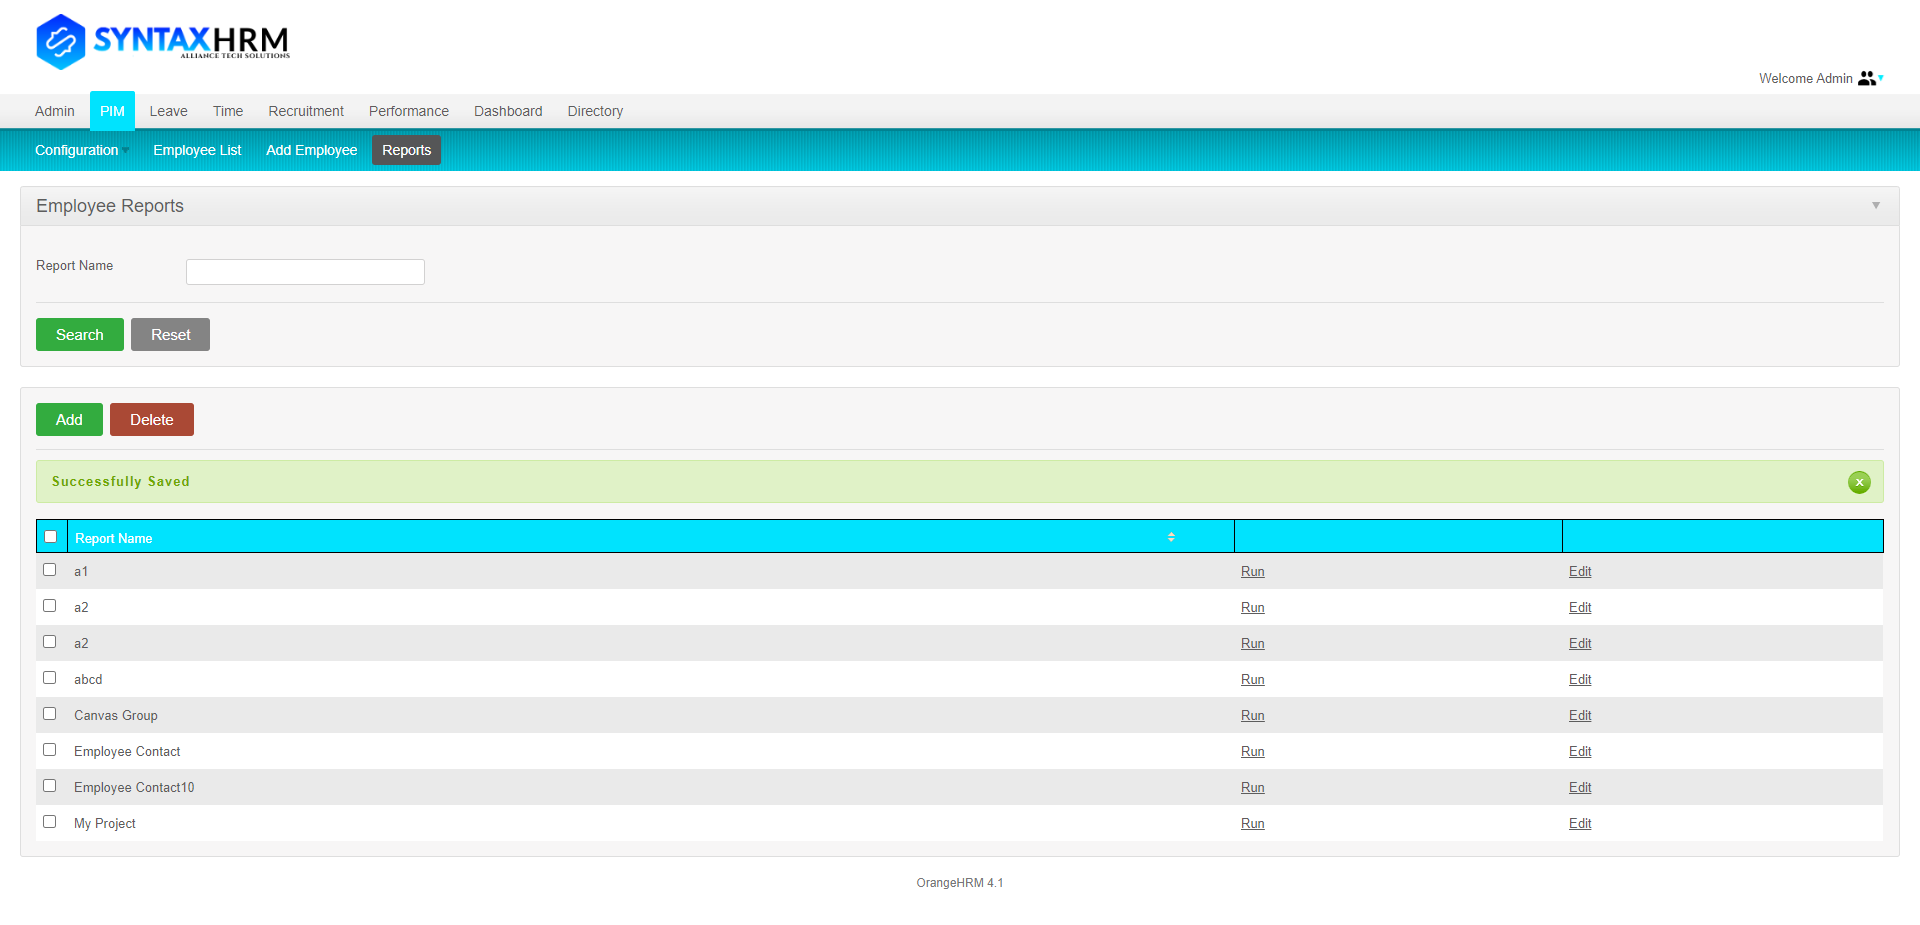 SYNTAXHRM
ALLIANCE TECH SOLUTIONS
Welcome Admin
Admin PIM Leave Time Recruitment Performance Dashboard Directory
Configuration Employee List Add Employee Reports
Employee Reports
Report Name
Search Reset
Add Delete
Successfully Saved x
Report Name
a1 Run Edit
a2 Run Edit
a2 Run Edit
abcd Run Edit
Canvas Group Run Edit
Employee Contact Run Edit
Employee Contact10 Run Edit
My Project Run Edit
OrangeHRM 4.1